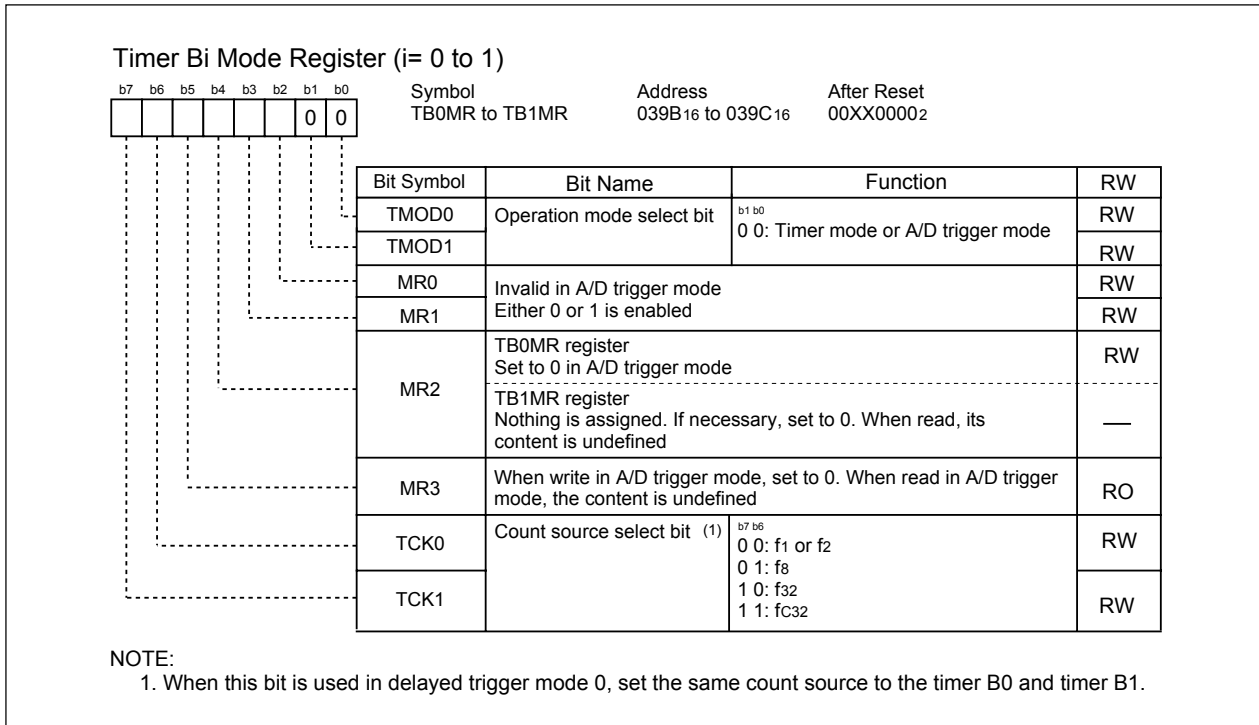 Timer Bi Mode Register (i= 0 to 1)
b7 b6 b5 b4 b3 b2 b1 b0
0 0
Symbol Address After Reset
TB0MR to TB1MR 039B16 to 039C16 00XX00002
Bit Symbol Bit Name Function RW
TMOD0 Operation mode select bit b1 b0 RW
0 0: Timer mode or A/D trigger mode
TMOD1 RW
MR0 Invalid in A/D trigger mode RW
MR1 Either 0 or 1 is enabled RW
MR2
TB0MR register
Set to 0 in A/D trigger mode
RW
TB1MR register
Nothing is assigned. If necessary, set to 0. When read, its
content is undefined
—
MR3
When write in A/D trigger mode, set to 0. When read in A/D trigger
mode, the content is undefined
RO
TCK0 Count source select bit (1) b7 b6 RW
0 0: f1 or f2
0 1: f8
1 0: f32
1 1: fC32
TCK1 RW
NOTE:
1. When this bit is used in delayed trigger mode 0, set the same count source to the timer B0 and timer B1.